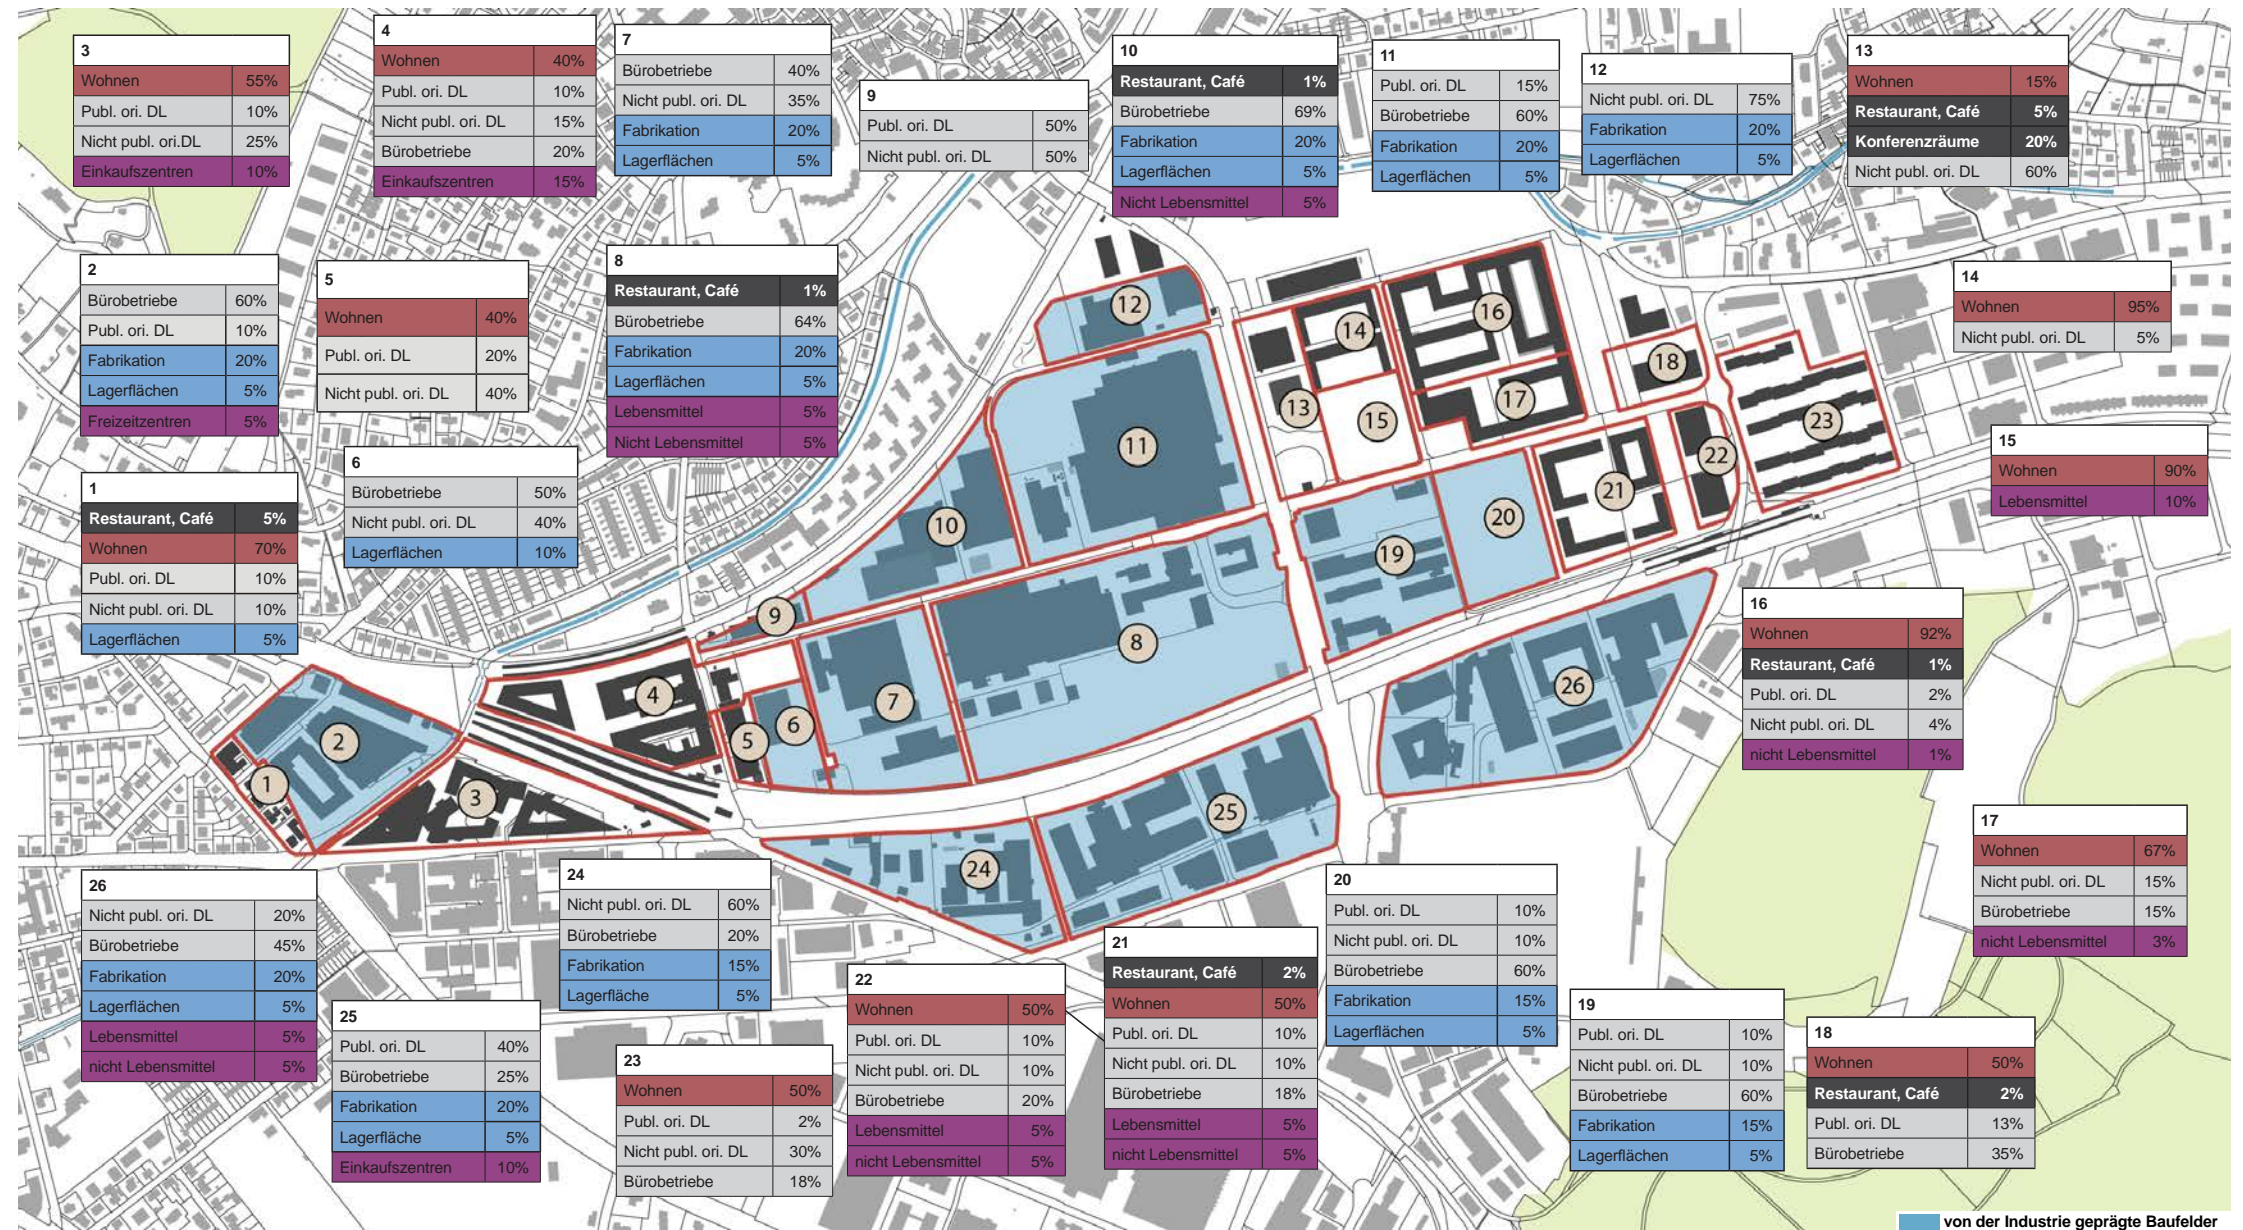 3
Wohnen 55%
Publ. ori. DL 10%
Nicht publ. ori.DL 25%
Einkaufszentren 10%
4
Wohnen 40%
Publ. ori. DL 10%
Nicht publ. ori. DL 15%
Bürobetriebe 20%
Einkaufszentren 15%
7
Bürobetriebe 40%
Nicht publ. ori. DL 35%
Fabrikation 20%
Lagerflächen 5%
9
Publ. ori. DL 50%
Nicht publ. ori. DL 50%
10
Restaurant, Café 1%
Bürobetriebe 69%
Fabrikation 20%
Lagerflächen 5%
Nicht Lebensmittel 5%
11
Publ. ori. DL 15%
Bürobetriebe 60%
Fabrikation 20%
Lagerflächen 5%
12
Nicht publ. ori. DL 75%
Fabrikation 20%
Lagerflächen 5%
13
Wohnen 15%
Restaurant, Café 5%
Konferenzräume 20%
Nicht publ. ori. DL 60%
2
Bürobetriebe 60%
Publ. ori. DL 10%
Fabrikation 20%
Lagerflächen 5%
Freizeitzentren 5%
5
Wohnen 40%
Publ. ori. DL 20%
Nicht publ. ori. DL 40%
8
Restaurant, Café 1%
Bürobetriebe 64%
Fabrikation 20%
Lagerflächen 5%
Lebensmittel 5%
Nicht Lebensmittel 5%
14
Wohnen 95%
Nicht publ. ori. DL 5%
6
Bürobetriebe 50%
Nicht publ. ori. DL 40%
Lagerflächen 10%
15
Wohnen 90%
Lebensmittel 10%
1
Restaurant, Café 5%
Wohnen 70%
Publ. ori. DL 10%
Nicht publ. ori. DL 10%
Lagerflächen 5%
16
Wohnen 92%
Restaurant, Café 1%
Publ. ori. DL 2%
Nicht publ. ori. DL 4%
nicht Lebensmittel 1%
12
14
16
18
13
15
17
23
11
22
21
20
10
19
9
8
26
4
7
6
5
2
1
3
25
24
17
Wohnen 67%
Nicht publ. ori. DL 15%
Bürobetriebe 15%
nicht Lebensmittel 3%
26
Nicht publ. ori. DL 20%
Bürobetriebe 45%
Fabrikation 20%
Lagerflächen 5%
Lebensmittel 5%
nicht Lebensmittel 5%
24
Nicht publ. ori. DL 60%
Bürobetriebe 20%
Fabrikation 15%
Lagerfläche 5%
20
Publ. ori. DL 10%
Nicht publ. ori. DL 10%
Bürobetriebe 60%
Fabrikation 15%
Lagerflächen 5%
21
Restaurant, Café 2%
Wohnen 50%
Publ. ori. DL 10%
Nicht publ. ori. DL 10%
Bürobetriebe 18%
Lebensmittel 5%
nicht Lebensmittel 5%
22
Wohnen 50%
Publ. ori. DL 10%
Nicht publ. ori. DL 10%
Bürobetriebe 20%
Lebensmittel 5%
nicht Lebensmittel 5%
25
Publ. ori. DL 40%
Bürobetriebe 25%
Fabrikation 20%
Lagerfläche 5%
Einkaufszentren 10%
23
Wohnen 50%
Publ. ori. DL 2%
Nicht publ. ori. DL 30%
Bürobetriebe 18%
19
Publ. ori. DL 10%
Nicht publ. ori. DL 10%
Bürobetriebe 60%
Fabrikation 15%
Lagerflächen 5%
18
Wohnen 50%
Restaurant, Café 2%
Publ. ori. DL 13%
Bürobetriebe 35%
von der Industrie geprägte Baufelder